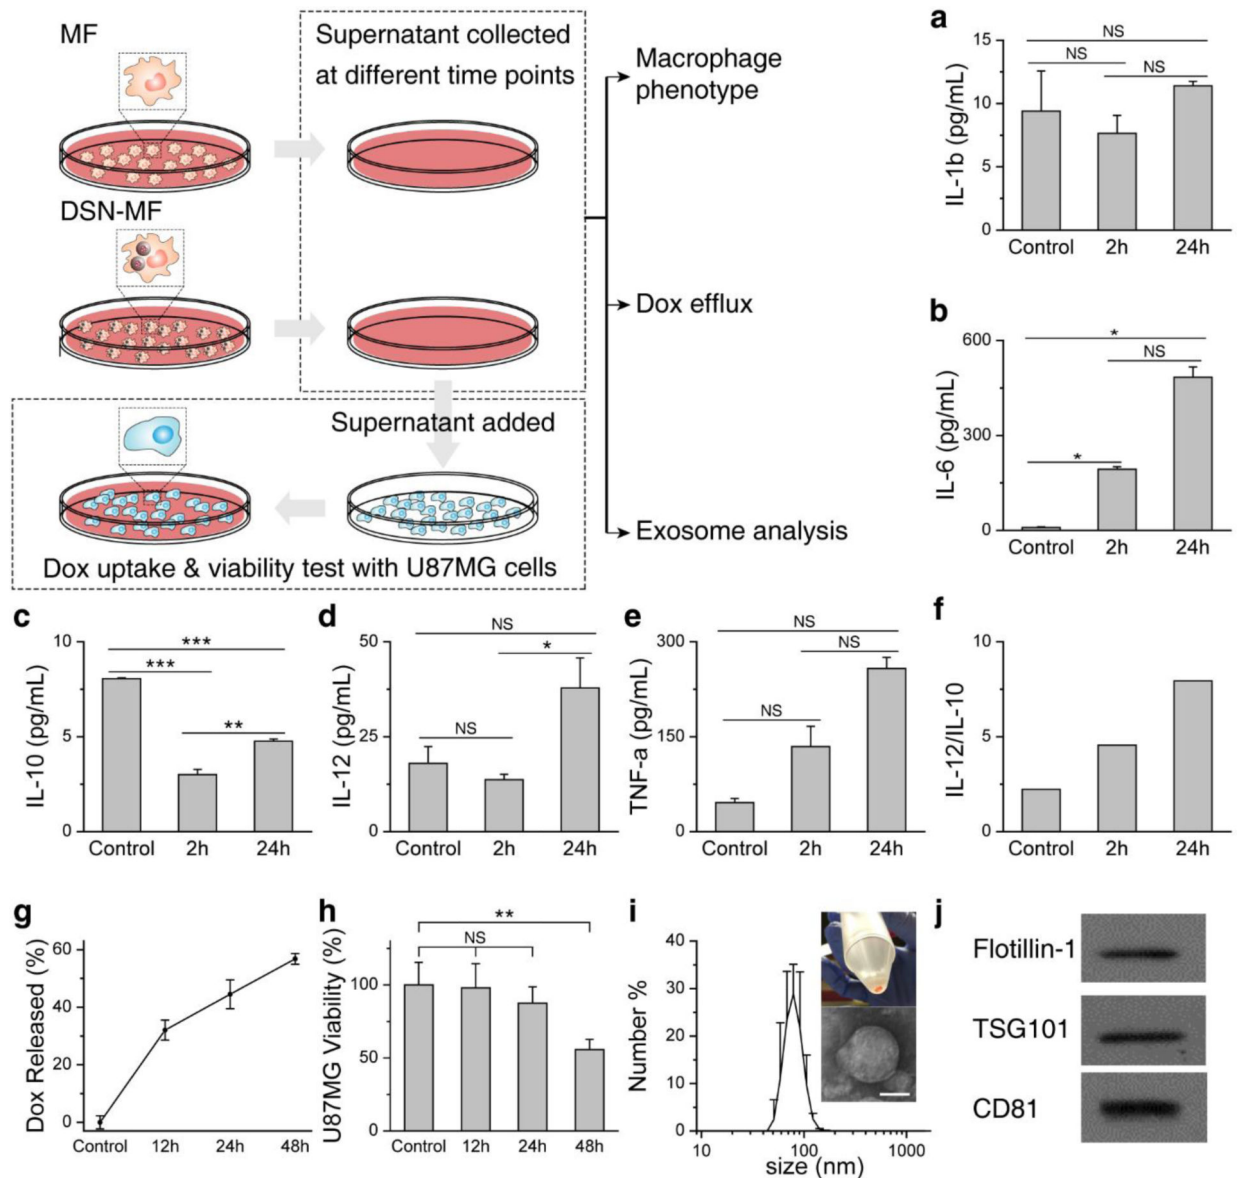 MF
Supernatant collected
at different time points
Macrophage
phenotype
DSN-MF
Dox efflux
Supernatant added
Exosome analysis
Dox uptake & viability test with U87MG cells
a
15
10
5
0
IL-1b (pg/mL)
NS
NS
NS
Control 2h 24h
b
600
300
0
IL-6 (pg/mL)
*
NS
*
Control 2h 24h
c
10
5
0
IL-10 (pg/mL)
***
***
**
Control 2h 24h
d
50
25
0
IL-12 (pg/mL)
NS
*
NS
Control 2h 24h
e
300
150
0
TNF-a (pg/mL)
NS
NS
NS
Control 2h 24h
f
10
5
0
IL-12/IL-10
Control 2h 24h
g
60
40
20
0
Dox Released (%)
Control 12h 24h 48h
h
100
50
0
U87MG Viability (%)
**
NS
Control 12h 24h 48h
i
40
30
20
10
0
Number %
10 100 1000
size (nm)
j
Flotillin-1
TSG101
CD81